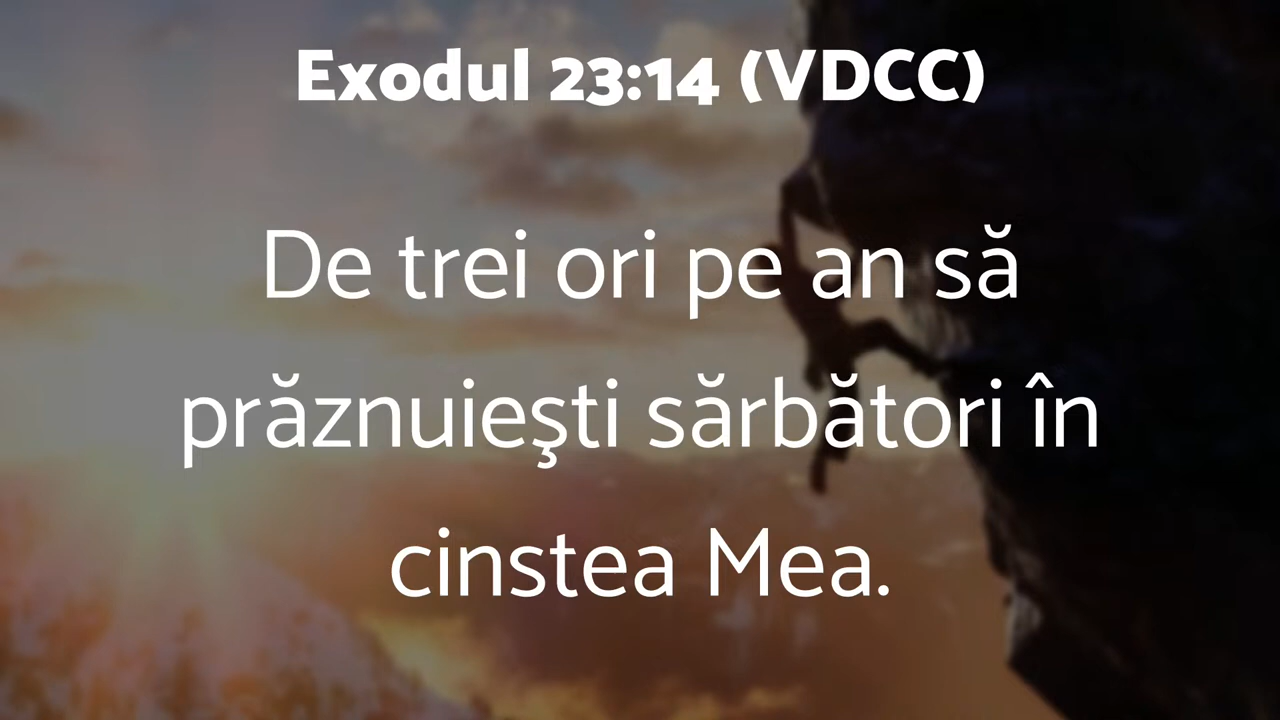 Exodul 23:14 (VDCC)
De trei ori pe an să
prăznuieşti sărbători în
cinstea Mea.